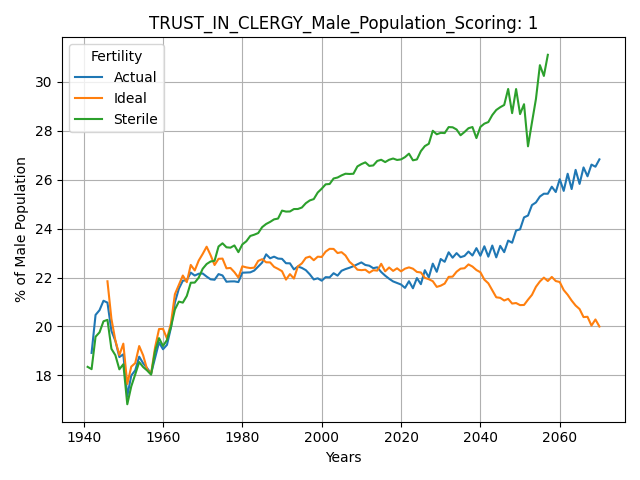 TRUST_IN_CLERGY_Male_Population_Scoring: 1
Fertility
Actual
Ideal
Sterile
% of Male Population
30
28
26
24
22
20
18
1940 1960 1980 2000 2020 2040 2060
Years